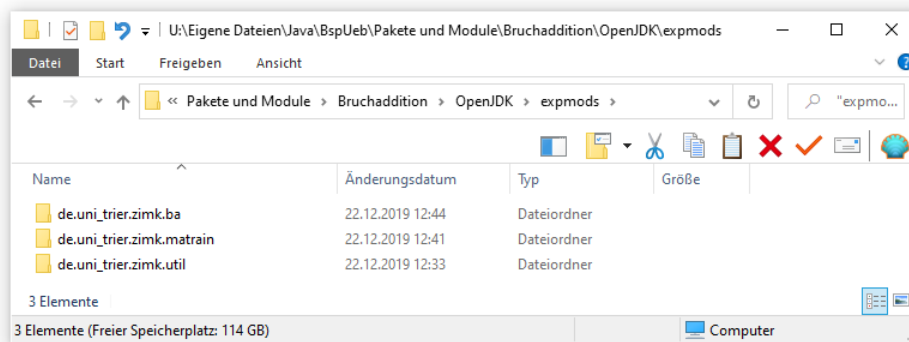 U:\Eigene Dateien\Java\BspUeb\Pakete und Module\Bruchaddition\OpenJDK\expmods
Datei Start Freigeben Ansicht
« Pakete und Module > Bruchaddition > OpenJDK > expmods > "expmo...
Name Änderungsdatum Typ Größe
de.uni_trier.zimk.ba 22.12.2019 12:44 Dateiordner
de.uni_trier.zimk.matrain 22.12.2019 12:41 Dateiordner
de.uni_trier.zimk.util 22.12.2019 12:33 Dateiordner
3 Elemente
3 Elemente (Freier Speicherplatz: 114 GB) Computer